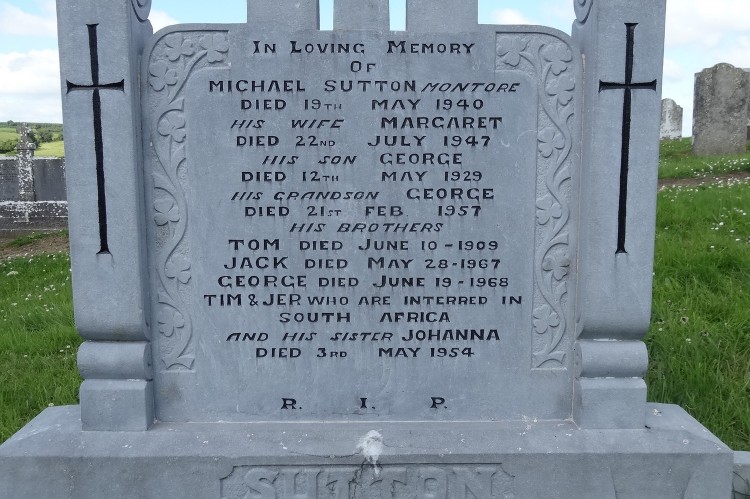 In Loving Memory
Of
MICHAEL SUTTON MONTORE
DIED 19TH MAY 1940
HIS WIFE MARGARET
DIED 22ND JULY 1947
HIS SON GEORGE
DIED 12TH MAY 1929
HIS GRANDSON GEORGE
DIED 21ST FEB. 1957
HIS BROTHERS
TOM DIED JUNE 10-1909
JACK DIED MAY 28-1967
GEORGE DIED JUNE 19-1968
TIM & JER WHO ARE INTERRED IN
SOUTH AFRICA
AND HIS SISTER JOHANNA
DIED 3RD MAY 1954
R. I. P.
SUTTON